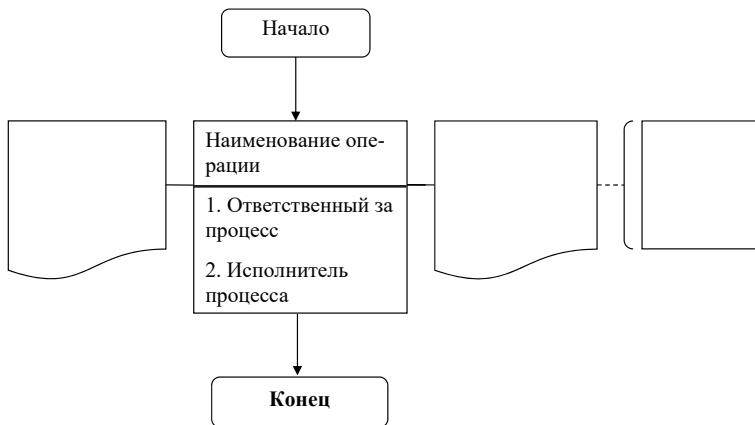 Начало
Наименование опе-
рации
1. Ответственный за
процесс
2. Исполнитель
процесса
Конец